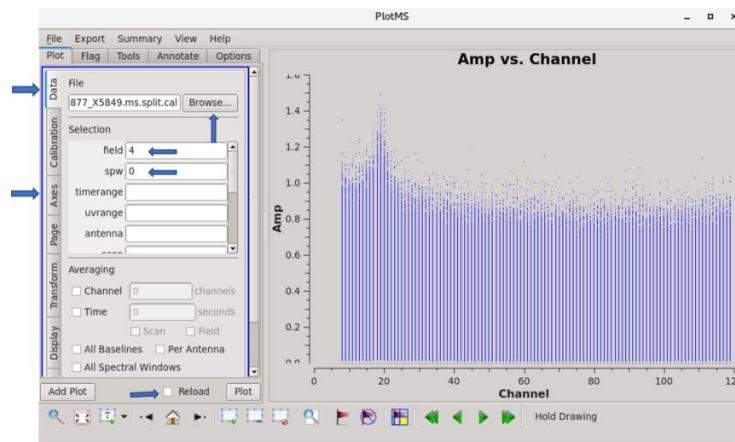 PlotMS
File Export Summary View Help
Plot Flag Tools Annotate Options
Data
Calibration
Axes
Page
Transform
Display
File
877_X5849.ms.split.cal Browse...
Selection
field 4
spw 0
timerange
uvrange
antenna
Averaging
Channel 0 channels
Time 0 seconds
Scan Field
All Baselines Per Antenna
All Spectral Windows
Add Plot Reload Plot
Amp vs. Channel
Amp
1.4
1.2
1.0
0.8
0.6
0.4
0.2
0 20 40 60 80 100
Channel
Hold Drawing